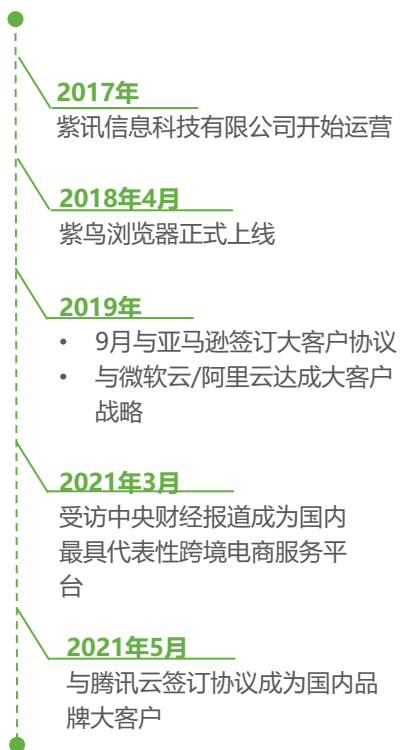 2017年
紫讯信息科技有限公司开始运营
2018年4月
紫鸟浏览器正式上线
2019年
• 9月与亚马逊签订大客户协议
• 与微软云/阿里云达成大客户
战略
2021年3月
受访中央财经报道成为国内
最具代表性跨境电商服务平
台
2021年5月
与腾讯云签订协议成为国内品
牌大客户